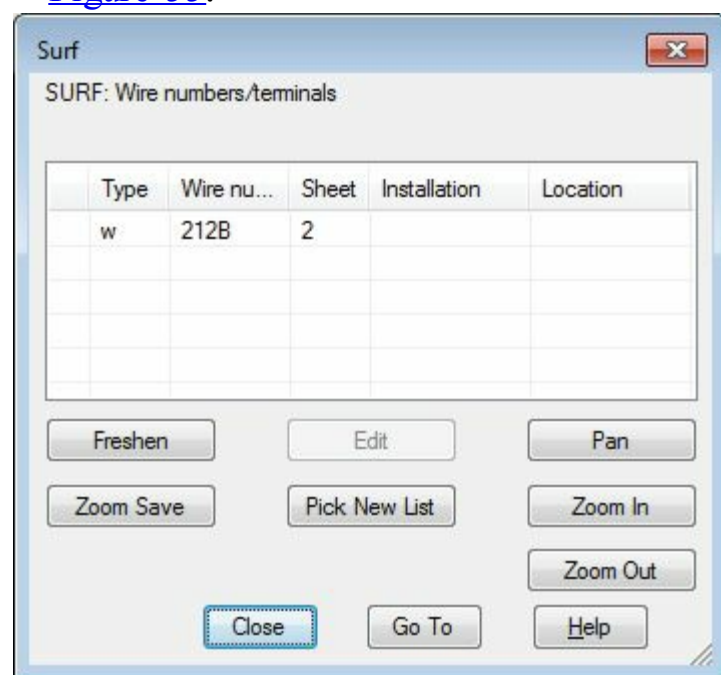 Surf
SURF: Wire numbers/terminals
Type Wire nu... Sheet Installation Location
w 212B 2
Freshen Edit Pan
Zoom Save Pick New List Zoom In
Zoom Out
Close Go To Help